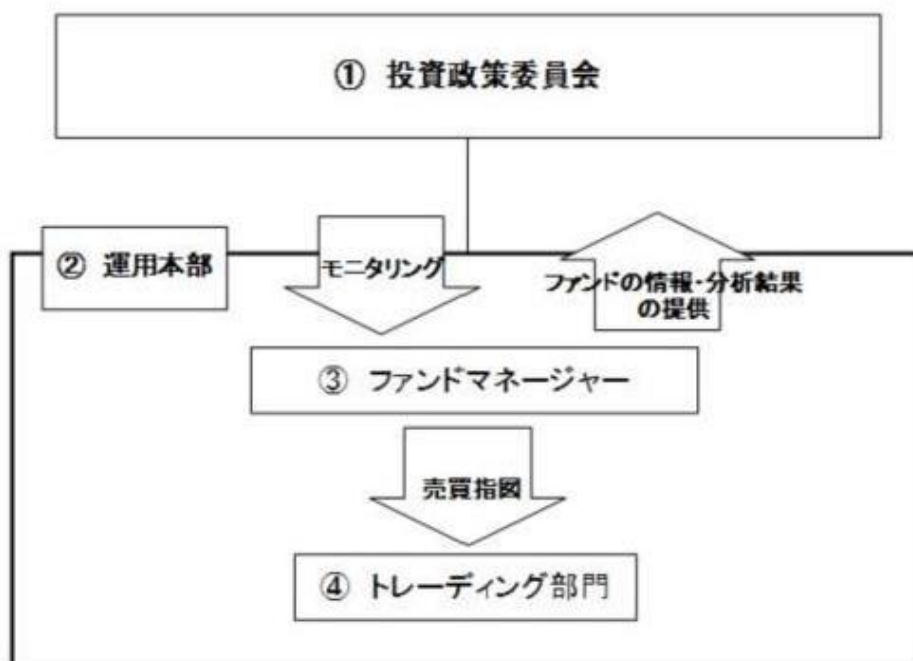 ① 投資政策委員会
② 運用本部
モニタリング
ファンドの情報・分析結果
の提供
③ ファンドマネージャー
売買指図
④ トレーディング部門